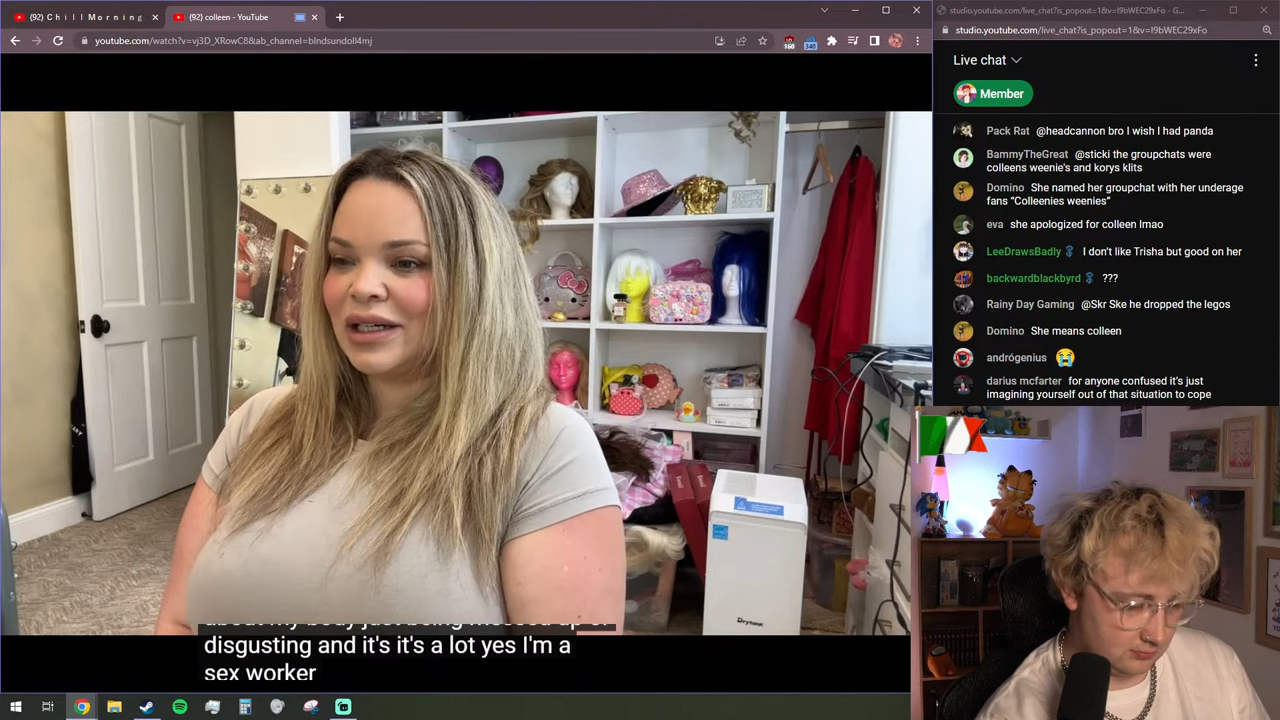 (92) C h i l l M o r n i n g
(92) colleen - YouTube
studio.youtube.com/live_chat?is_popout=1&v=I9bWEC29xFo - G...
youtube.com/watch?v=vj3D_XRowC8&ab_channel=blndsundoll4mj
160
340
studio.youtube.com/live_chat?is_popout=1&v=I9bWEC29xFo
Live chat
Member
Pack Rat @headcannon bro I wish I had panda
BammyTheGreat @sticki the groupchats were
colleens weenie's and korys klits
Domino She named her groupchat with her underage
fans “Colleenies weenies”
eva she apologized for colleen lmao
LeeDrawsBadly I don't like Trisha but good on her
backwardblackbyrd ???
Rainy Day Gaming @Skr Ske he dropped the legos
Domino She means colleen
andrógenius 😭
darius mcfarter for anyone confused it’s just
imagining yourself out of that situation to cope
disgusting and it's it's a lot yes I'm a
sex worker